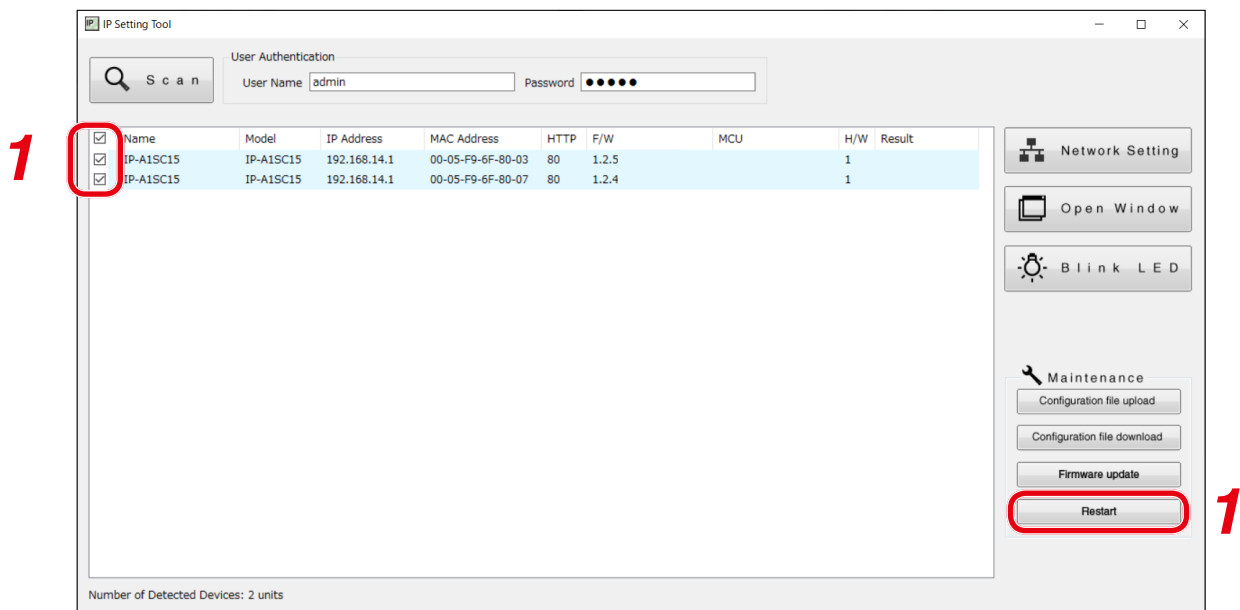 IP IP Setting Tool
Scan
User Authentication
User Name admin Password ●●●●●
1
Name Model IP Address MAC Address HTTP F/W MCU H/W Result
IP-A1SC15 IP-A1SC15 192.168.14.1 00-05-F9-6F-80-03 80 1.2.5 1
IP-A1SC15 IP-A1SC15 192.168.14.1 00-05-F9-6F-80-07 80 1.2.4 1
Network Setting
Open Window
Blink LED
Maintenance
Configuration file upload
Configuration file download
Firmware update
Restart
1
Number of Detected Devices: 2 units